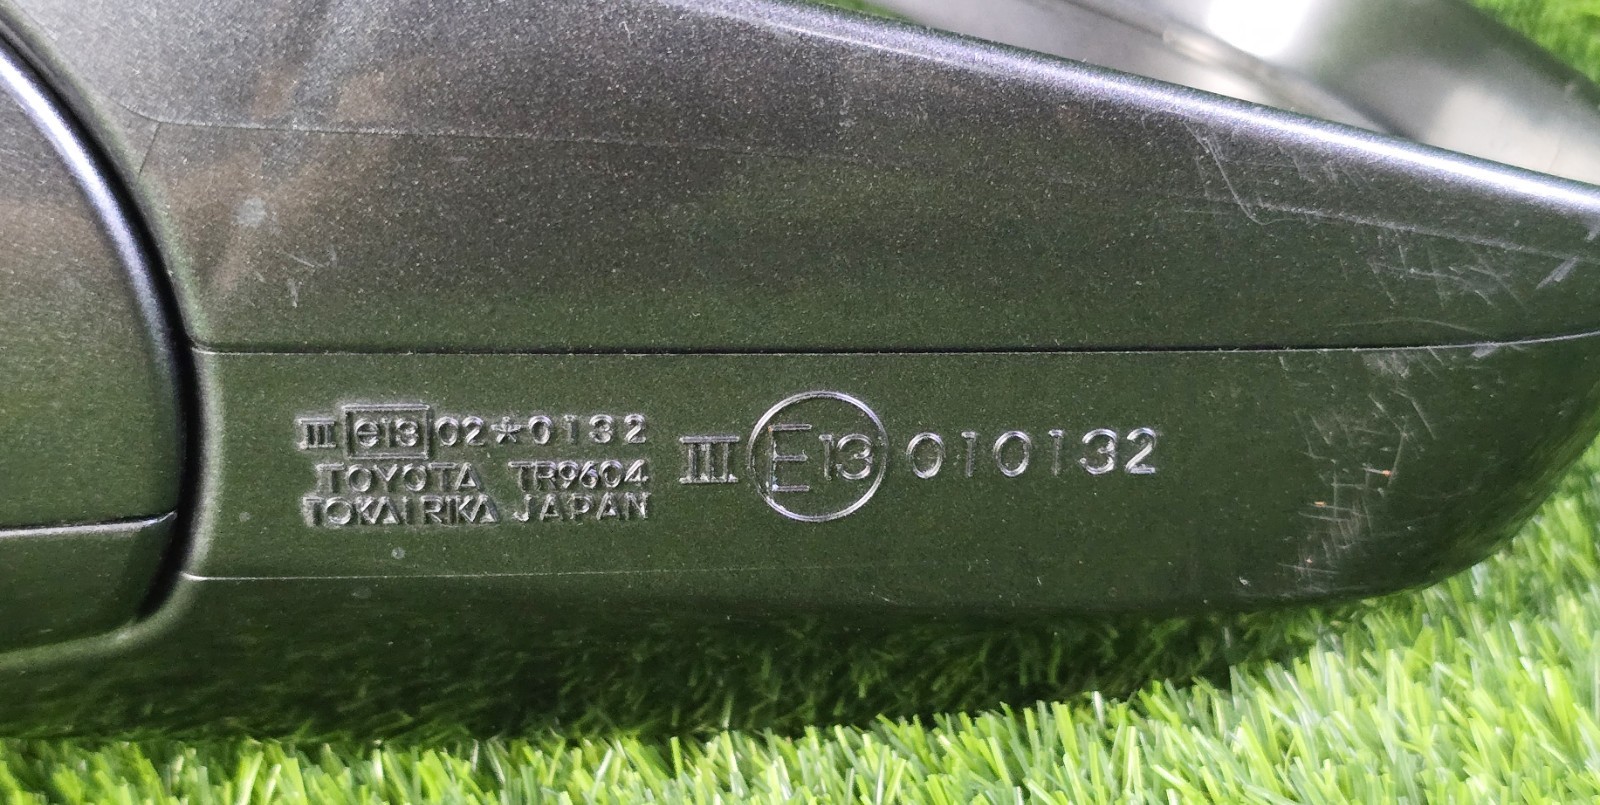 III e13 02*0132
TOYOTA TR9604
TOKAI RIKA JAPAN
III E13 010132